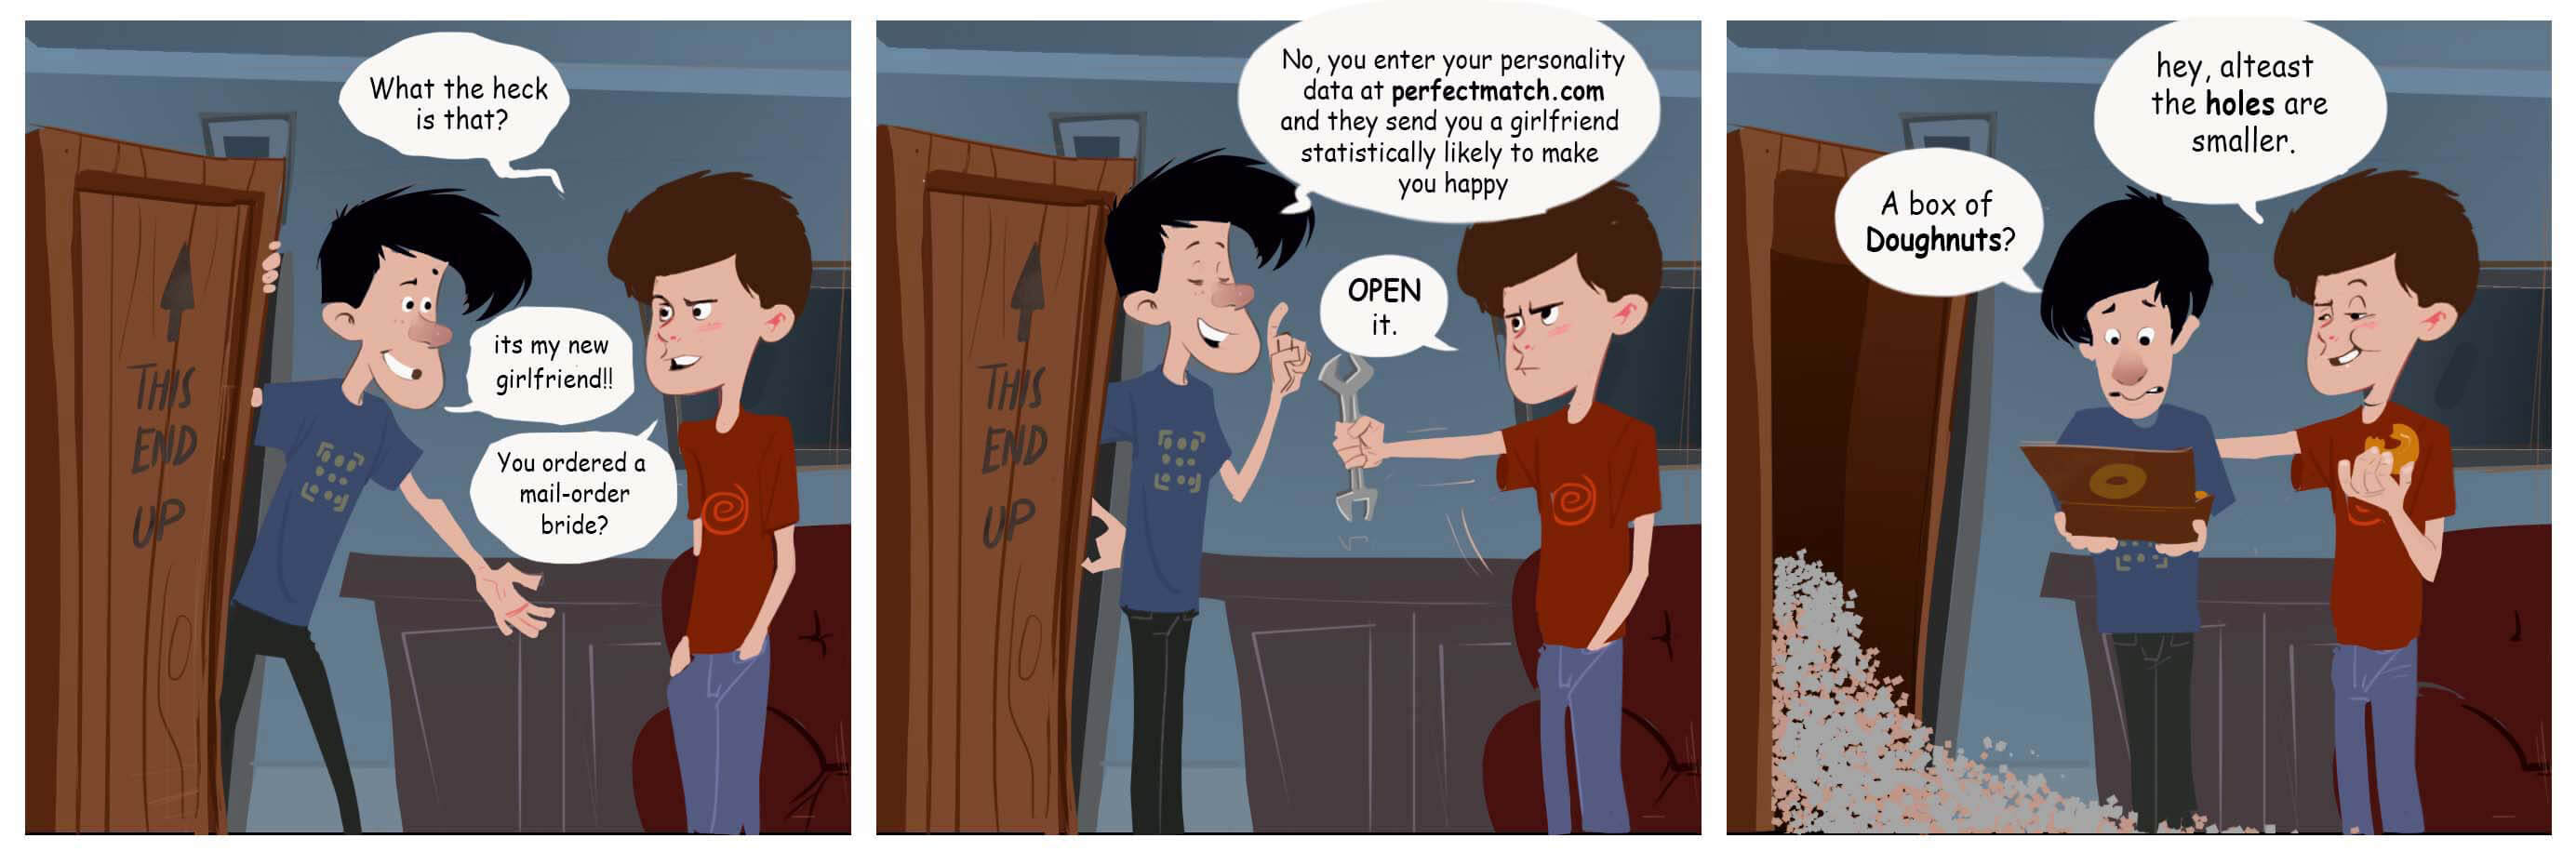 What the heck
is that?
its my new
girlfriend!!
You ordered a
mail-order
bride?
THIS
END
UP
No, you enter your personality
data at perfectmatch.com
and they send you a girlfriend
statistically likely to make
you happy
OPEN
it.
THIS
END
UP
A box of
Doughnuts?
hey, alteast
the holes are
smaller.